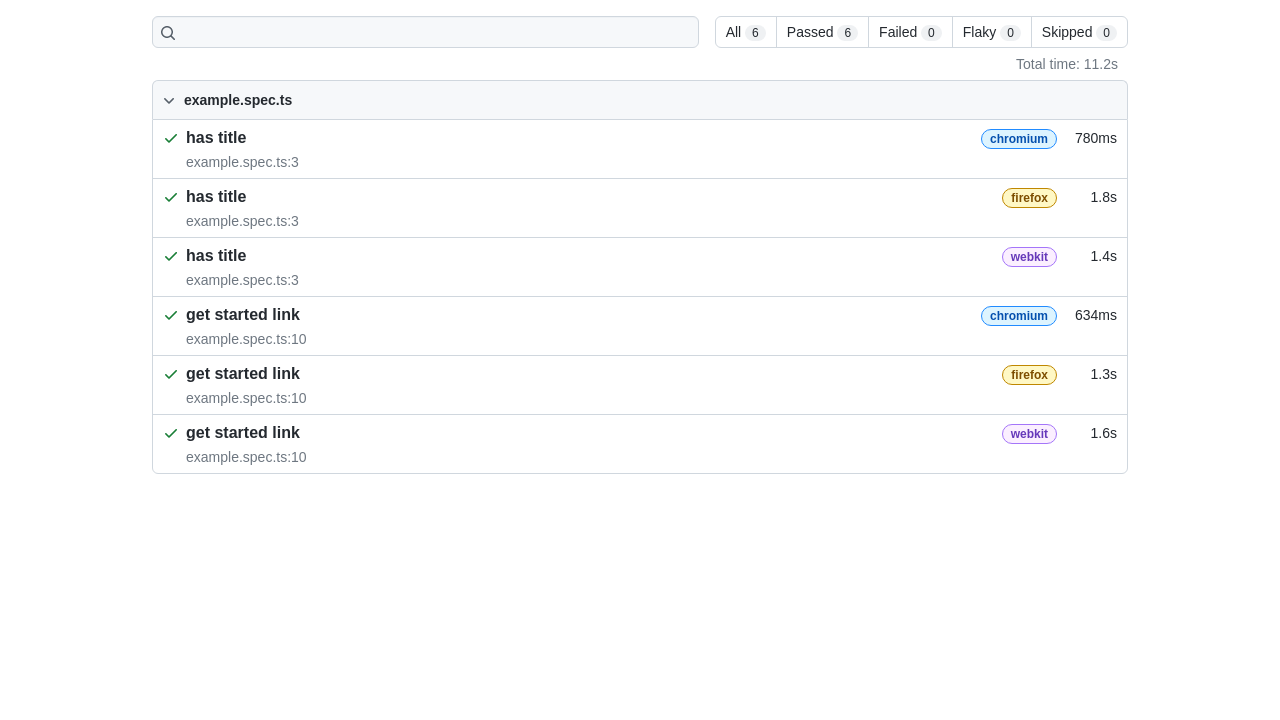 All 6 Passed 6 Failed 0 Flaky 0 Skipped 0
Total time: 11.2s
example.spec.ts
has title chromium 780ms
example.spec.ts:3
has title firefox 1.8s
example.spec.ts:3
has title webkit 1.4s
example.spec.ts:3
get started link chromium 634ms
example.spec.ts:10
get started link firefox 1.3s
example.spec.ts:10
get started link webkit 1.6s
example.spec.ts:10